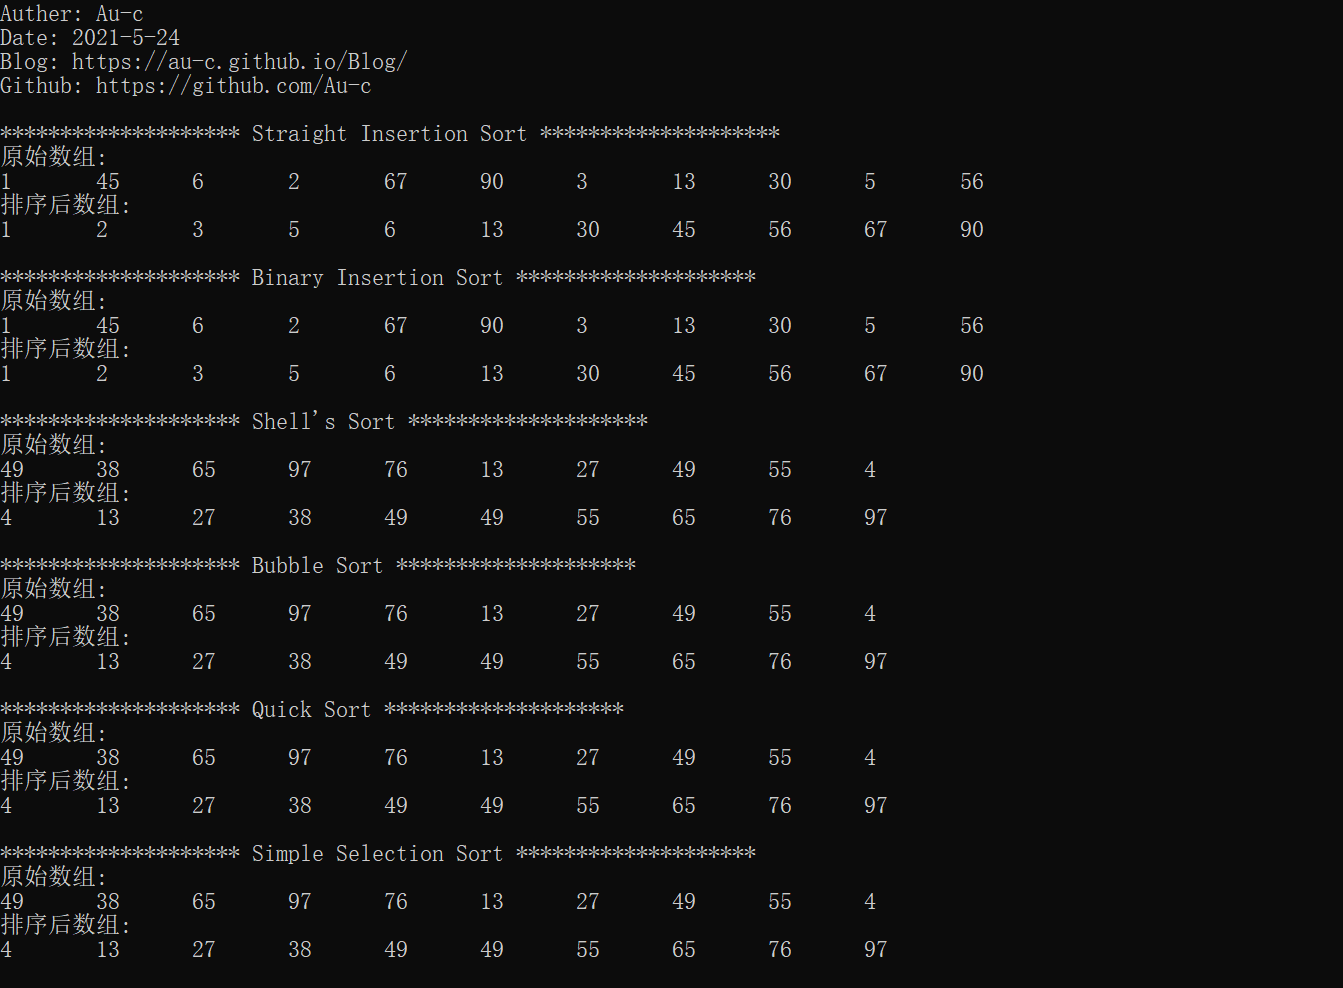 Auther: Au-c
Date: 2021-5-24
Blog: https://au-c.github.io/Blog/
Github: https://github.com/Au-c
******************** Straight Insertion Sort ********************
原始数组:
1 45 6 2 67 90 3 13 30 5 56
排序后数组:
1 2 3 5 6 13 30 45 56 67 90
******************** Binary Insertion Sort ********************
原始数组:
1 45 6 2 67 90 3 13 30 5 56
排序后数组:
1 2 3 5 6 13 30 45 56 67 90
******************** Shell's Sort ********************
原始数组:
49 38 65 97 76 13 27 49 55 4
排序后数组:
4 13 27 38 49 49 55 65 76 97
******************** Bubble Sort ********************
原始数组:
49 38 65 97 76 13 27 49 55 4
排序后数组:
4 13 27 38 49 49 55 65 76 97
******************** Quick Sort ********************
原始数组:
49 38 65 97 76 13 27 49 55 4
排序后数组:
4 13 27 38 49 49 55 65 76 97
******************** Simple Selection Sort ********************
原始数组:
49 38 65 97 76 13 27 49 55 4
排序后数组:
4 13 27 38 49 49 55 65 76 97